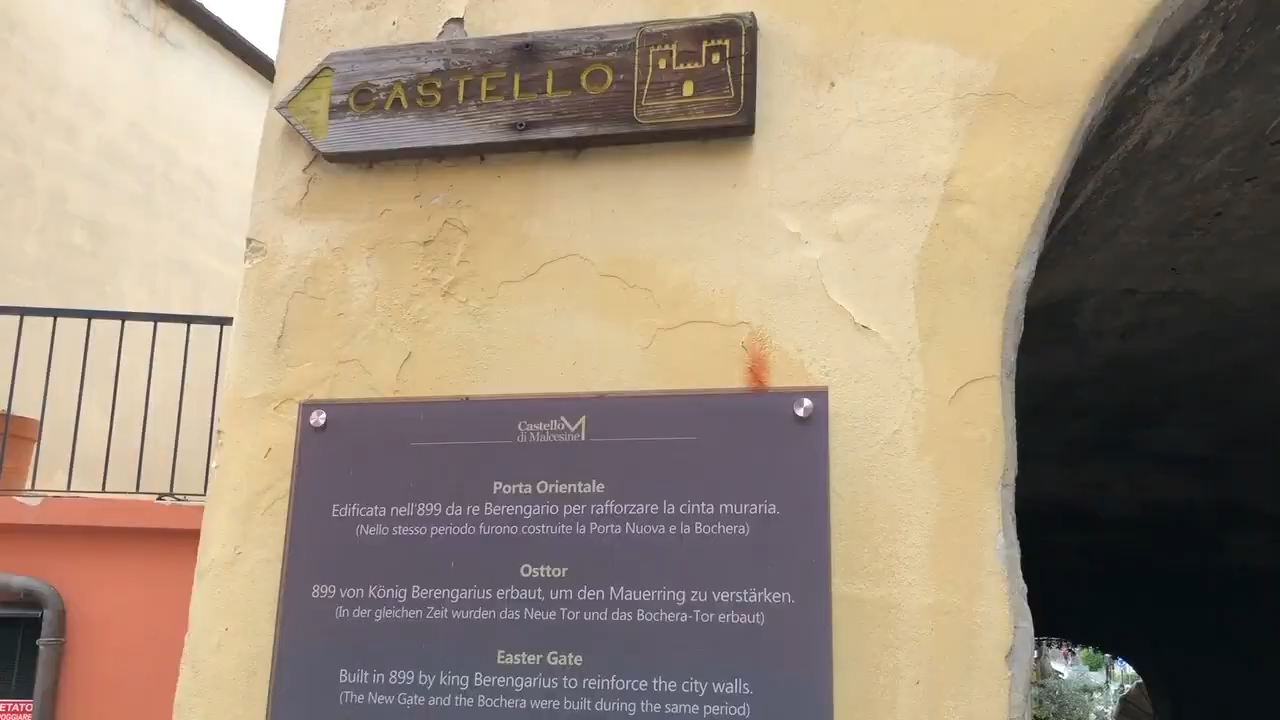 CASTELLO
Castello
di Malcesine
Porta Orientale
Edificata nell'899 da re Berengario per rafforzare la cinta muraria.
(Nello stesso periodo furono costruite la Porta Nuova e la Bochera)
Osttor
899 von König Berengarius erbaut, um den Mauerring zu verstärken.
(In der gleichen Zeit wurden das Neue Tor und das Bochera-Tor erbaut)
Easter Gate
Built in 899 by king Berengarius to reinforce the city walls.
(The New Gate and the Bochera were built during the same period)
ETATO
OGGIARE